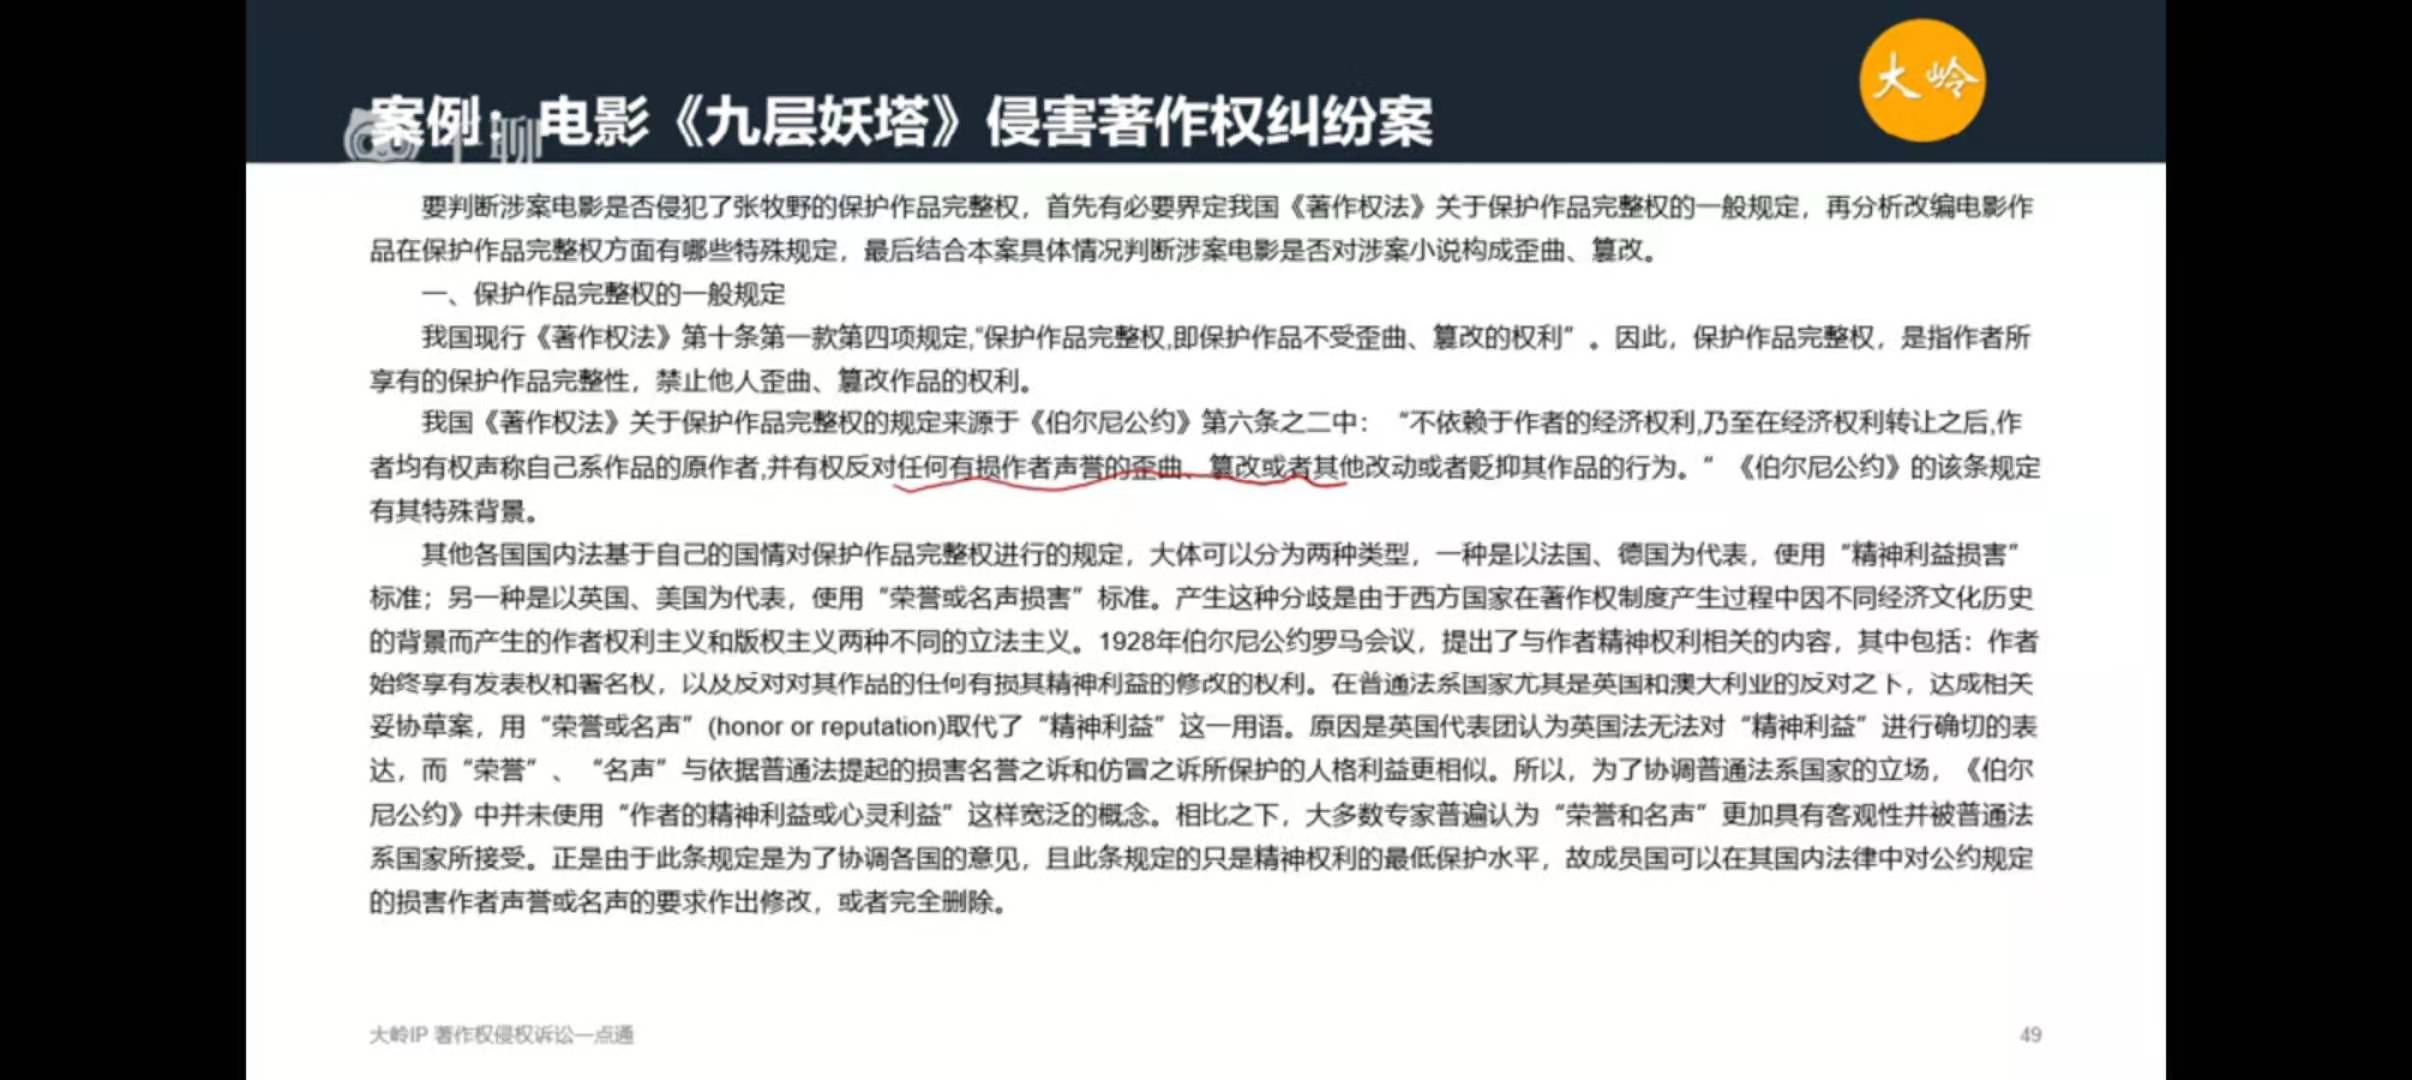 大岭
案例：电影《九层妖塔》侵害著作权纠纷案
要判断涉案电影是否侵犯了张牧野的保护作品完整权，首先有必要界定我国《著作权法》关于保护作品完整权的一般规定，再分析改编电影作
品在保护作品完整权方面有哪些特殊规定，最后结合本案具体情况判断涉案电影是否对涉案小说构成歪曲、篡改。
一、保护作品完整权的一般规定
我国现行《著作权法》第十条第一款第四项规定,“保护作品完整权,即保护作品不受歪曲、篡改的权利”。因此，保护作品完整权，是指作者所
享有的保护作品完整性，禁止他人歪曲、篡改作品的权利。
我国《著作权法》关于保护作品完整权的规定来源于《伯尔尼公约》第六条之二中：“不依赖于作者的经济权利,乃至在经济权利转让之后,作
者均有权声称自己系作品的原作者,并有权反对任何有损作者声誉的歪曲、篡改或者其他改动或者贬抑其作品的行为。”《伯尔尼公约》的该条规定
有其特殊背景。
其他各国国内法基于自己的国情对保护作品完整权进行的规定，大体可以分为两种类型，一种是以法国、德国为代表，使用“精神利益损害”
标准；另一种是以英国、美国为代表，使用“荣誉或名声损害”标准。产生这种分歧是由于西方国家在著作权制度产生过程中因不同经济文化历史
的背景而产生的作者权利主义和版权主义两种不同的立法主义。1928年伯尔尼公约罗马会议，提出了与作者精神权利相关的内容，其中包括：作者
始终享有发表权和署名权，以及反对对其作品的任何有损其精神利益的修改的权利。在普通法系国家尤其是英国和澳大利业的反对之下，达成相关
妥协草案，用“荣誉或名声”(honor or reputation)取代了“精神利益”这一用语。原因是英国代表团认为英国法无法对“精神利益”进行确切的表
达，而“荣誉”、“名声”与依据普通法提起的损害名誉之诉和仿冒之诉所保护的人格利益更相似。所以，为了协调普通法系国家的立场，《伯尔
尼公约》中并未使用“作者的精神利益或心灵利益”这样宽泛的概念。相比之下，大多数专家普遍认为“荣誉和名声”更加具有客观性并被普通法
系国家所接受。正是由于此条规定是为了协调各国的意见，且此条规定的只是精神权利的最低保护水平，故成员国可以在其国内法律中对公约规定
的损害作者声誉或名声的要求作出修改，或者完全删除。
大岭IP 著作权侵权诉讼一点通
49